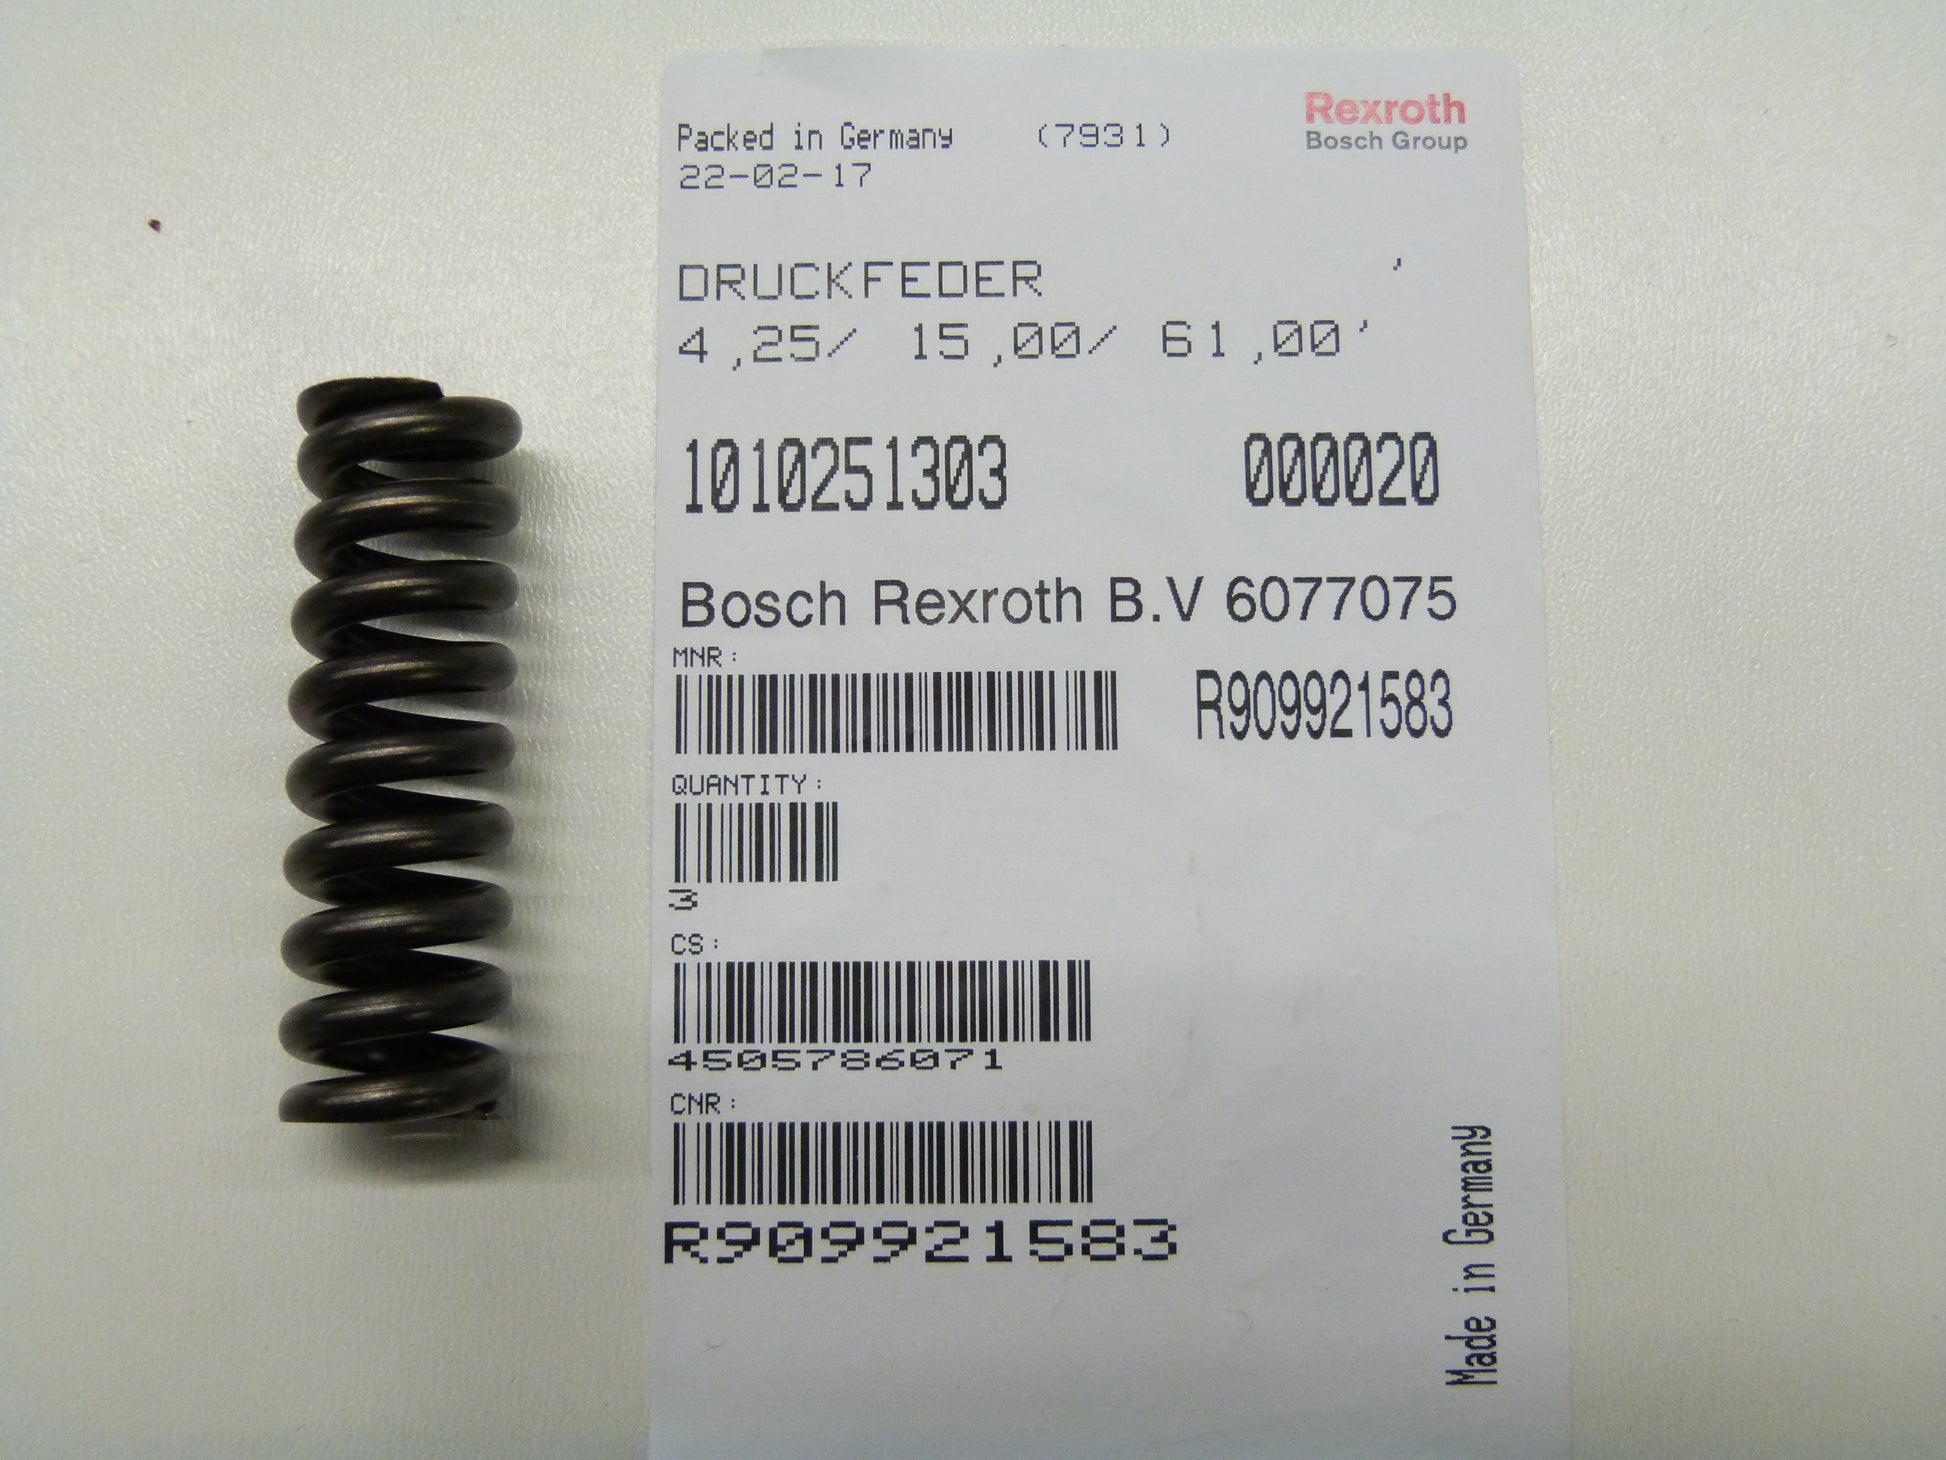 Rexroth
Bosch Group
Packed in Germany (7931)
22-02-17
DRUCKFEDER '
4,25/ 15,00/ 61,00'
1010251303 000020
Bosch Rexroth B.V 6077075
MNR:
R909921583
QUANTITY:
3
CS:
4505786071
CNR:
R909921583
Made in Germany